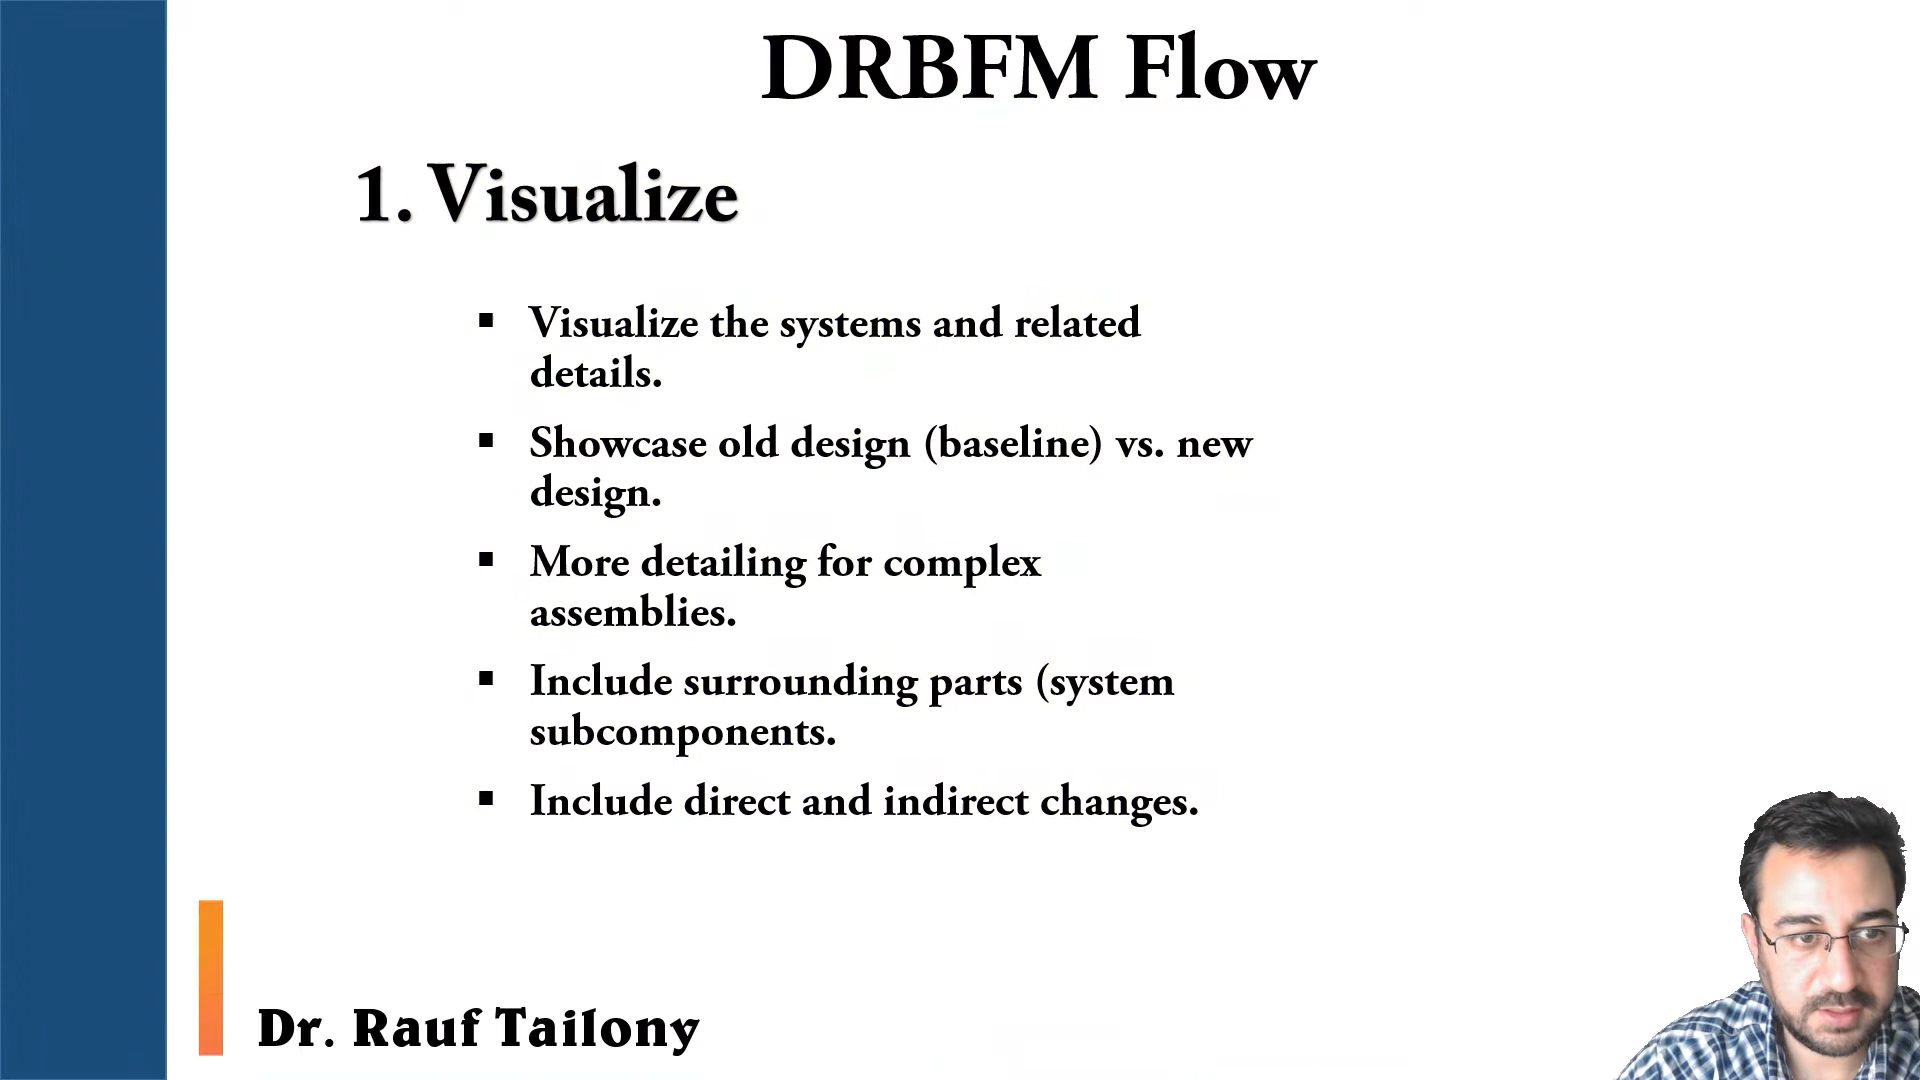 DRBFM Flow
1. Visualize
▪ Visualize the systems and related
details.
▪ Showcase old design (baseline) vs. new
design.
▪ More detailing for complex
assemblies.
▪ Include surrounding parts (system
subcomponents.
▪ Include direct and indirect changes.
Dr. Rauf Tailony